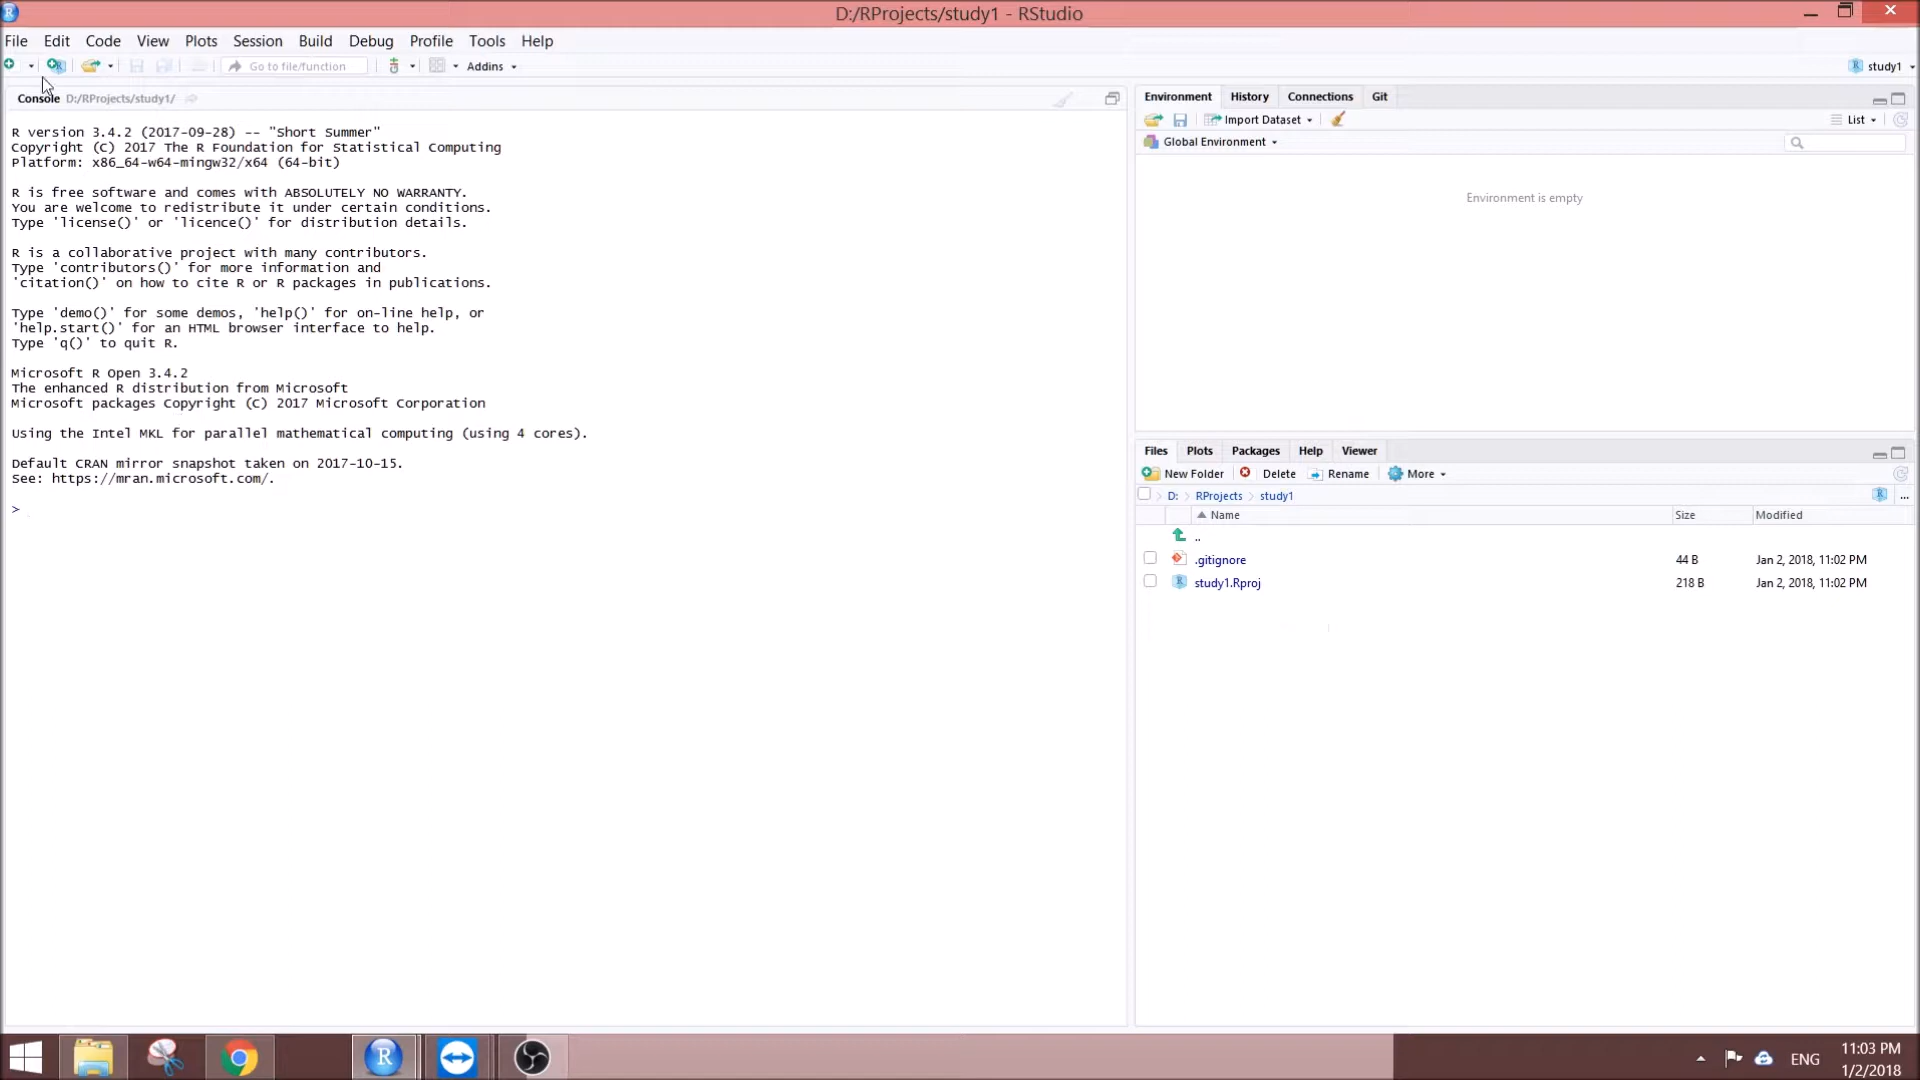 D:/RProjects/study1 - RStudio
File Edit Code View Plots Session Build Debug Profile Tools Help
Go to file/function Addins study1
Console D:/RProjects/study1/
R version 3.4.2 (2017-09-28) -- "Short Summer"
Copyright (C) 2017 The R Foundation for Statistical Computing
Platform: x86_64-w64-mingw32/x64 (64-bit)
R is free software and comes with ABSOLUTELY NO WARRANTY.
You are welcome to redistribute it under certain conditions.
Type 'license()' or 'licence()' for distribution details.
R is a collaborative project with many contributors.
Type 'contributors()' for more information and
'citation()' on how to cite R or R packages in publications.
Type 'demo()' for some demos, 'help()' for on-line help, or
'help.start()' for an HTML browser interface to help.
Type 'q()' to quit R.
Microsoft R Open 3.4.2
The enhanced R distribution from Microsoft
Microsoft packages Copyright (C) 2017 Microsoft Corporation
Using the Intel MKL for parallel mathematical computing (using 4 cores).
Default CRAN mirror snapshot taken on 2017-10-15.
See: https://mran.microsoft.com/.
>
Environment History Connections Git
Import Dataset List
Global Environment
Environment is empty
Files Plots Packages Help Viewer
New Folder Delete Rename More
D: RProjects study1 ...
Name Size Modified
..
.gitignore 44 B Jan 2, 2018, 11:02 PM
study1.Rproj 218 B Jan 2, 2018, 11:02 PM
ENG 11:03 PM
1/2/2018